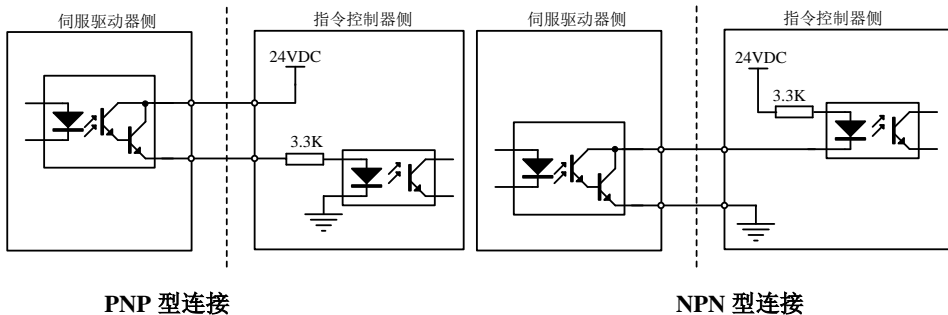 伺服驱动器侧
指令控制器侧
24VDC
3.3K
PNP 型连接
伺服驱动器侧
指令控制器侧
24VDC
3.3K
NPN 型连接